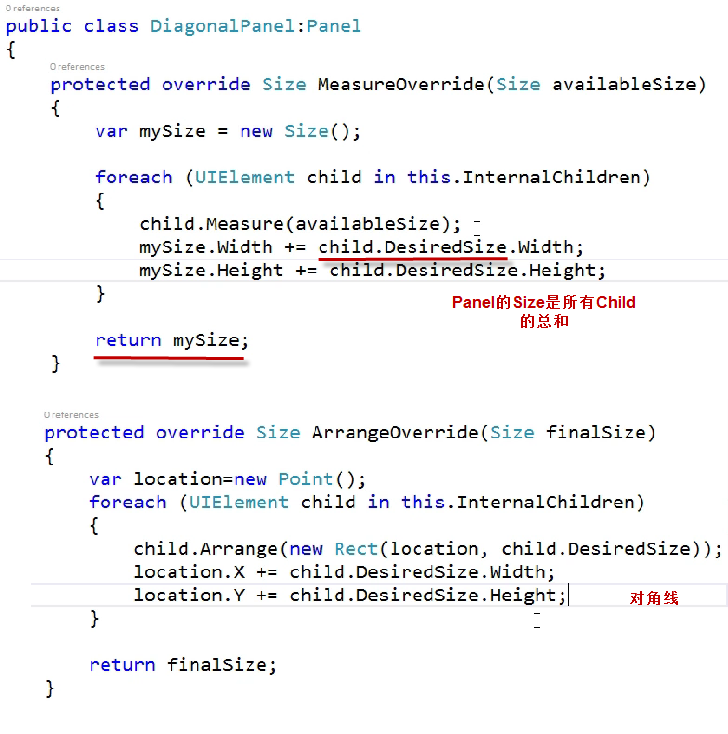 0 references
public class DiagonalPanel:Panel
{
0 references
protected override Size MeasureOverride(Size availableSize)
{
var mySize = new Size();
foreach (UIElement child in this.InternalChildren)
{
child.Measure(availableSize);
mySize.Width += child.DesiredSize.Width;
mySize.Height += child.DesiredSize.Height;
}
Panel的Size是所有Child
的总和
return mySize;
}
0 references
protected override Size ArrangeOverride(Size finalSize)
{
var location=new Point();
foreach (UIElement child in this.InternalChildren)
{
child.Arrange(new Rect(location, child.DesiredSize));
location.X += child.DesiredSize.Width;
location.Y += child.DesiredSize.Height; 对角线
}
return finalSize;
}